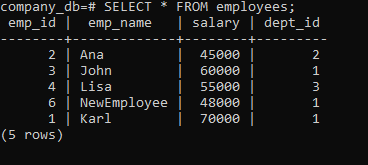 company_db=# SELECT * FROM employees;
 emp_id |  emp_name   | salary | dept_id
--------+-------------+--------+---------
      2 | Ana         |  45000 |       2
      3 | John        |  60000 |       1
      4 | Lisa        |  55000 |       3
      6 | NewEmployee |  48000 |       1
      1 | Karl        |  70000 |       1
(5 rows)